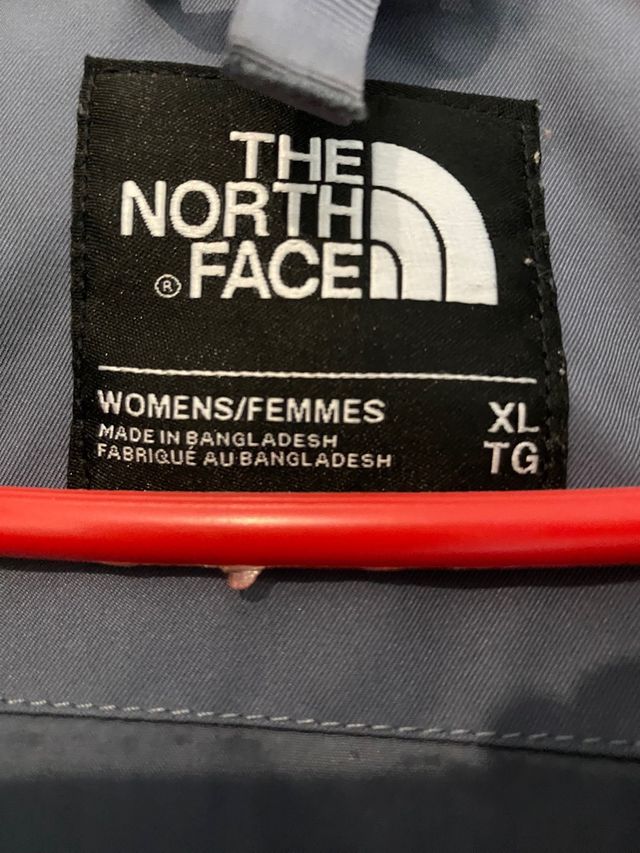 THE
NORTH
® FACE
WOMENS/FEMMES XL
MADE IN BANGLADESH
FABRIQUÉ AU BANGLADESH TG